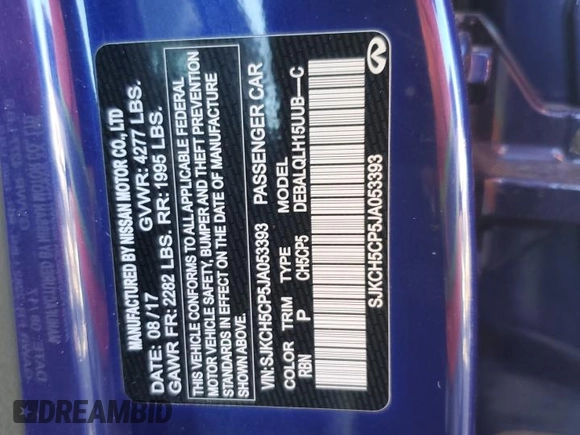 MANUFACTURED BY NISSAN MOTOR CO., LTD
DATE: 08/17 GVWR: 4277 LBS.
GAWR FR: 2282 LBS. RR: 1995 LBS.
THIS VEHICLE CONFORMS TO ALL APPLICABLE FEDERAL
MOTOR VEHICLE SAFETY, BUMPER AND THEFT PREVENTION
STANDARDS IN EFFECT ON THE DATE OF MANUFACTURE
SHOWN ABOVE.
VIN: SJKCH5CP5JA053393 PASSENGER CAR
COLOR TRIM TYPE MODEL
RBN P CH5CP5 DEBALQLH15UUB—C
SJKCH5CP5JA053393
DREAMBID